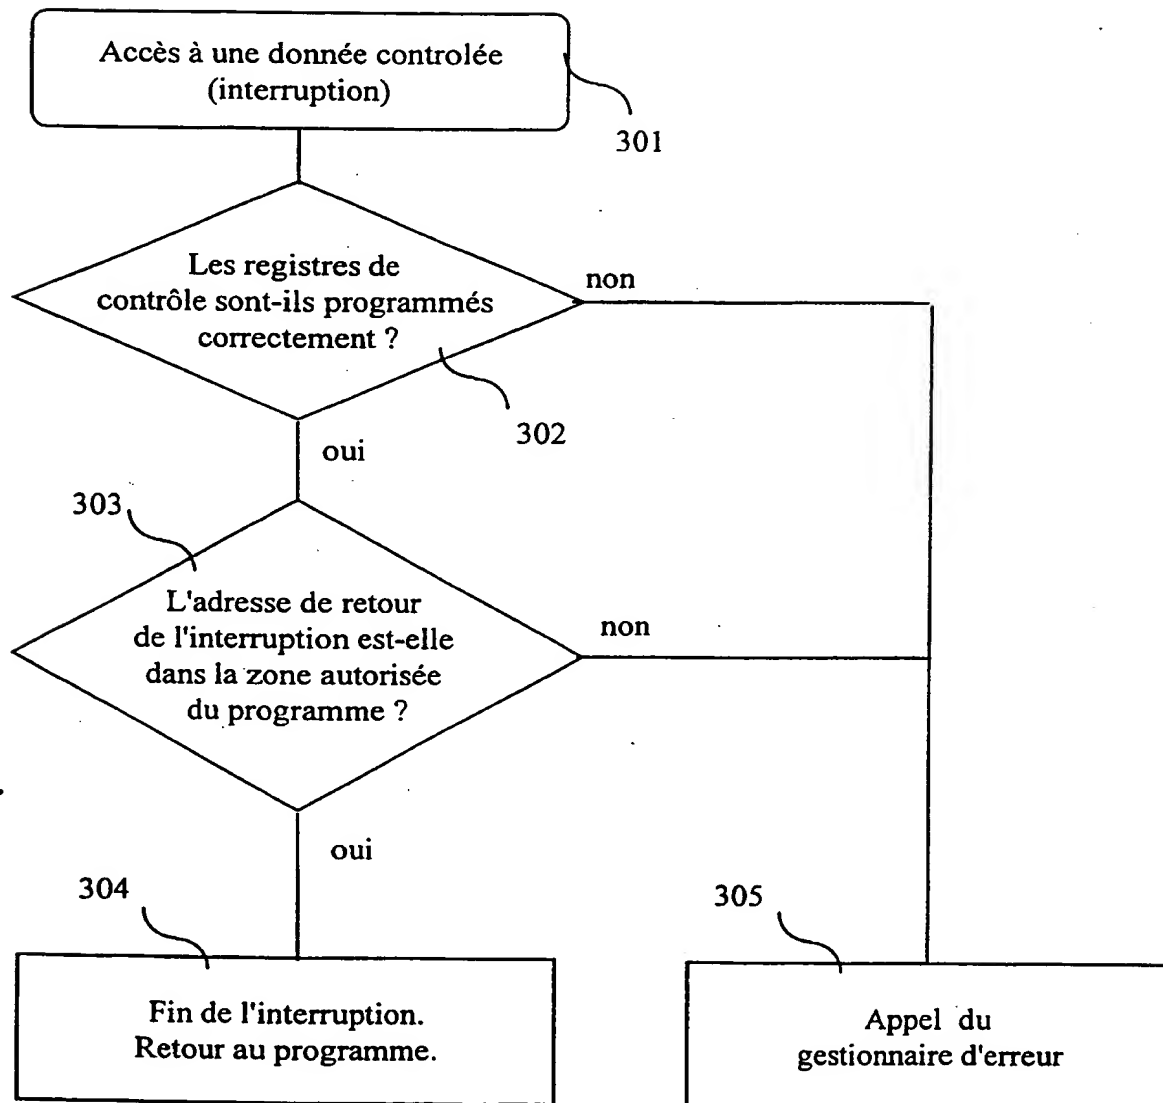 Accès à une donnée controlée
(interruption)
301
Les registres de
contrôle sont-ils programmés
correctement ?
non
302
oui
303
L'adresse de retour
de l'interruption est-elle
dans la zone autorisée
du programme ?
non
oui
304
305
Fin de l'interruption.
Retour au programme.
Appel du
gestionnaire d'erreur